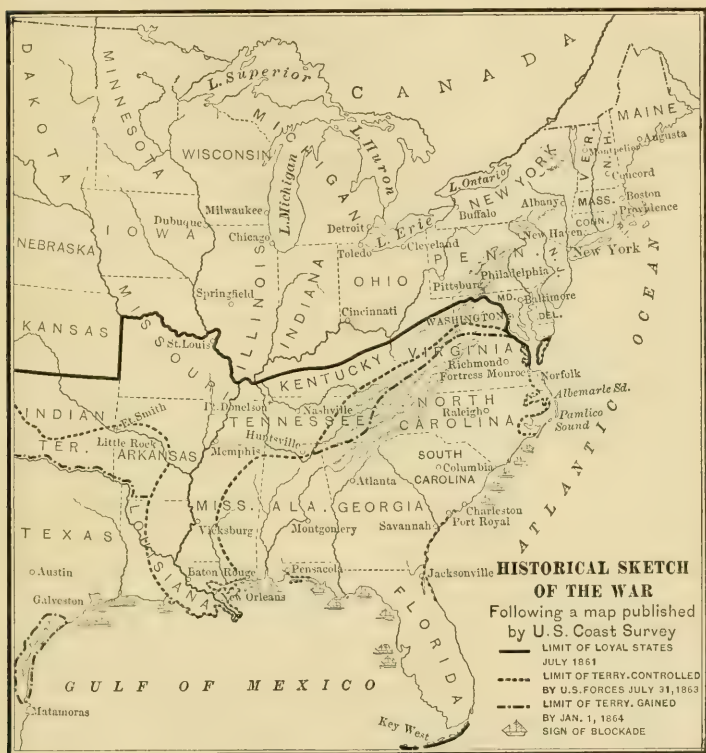 DAKOTA
MINNESOTA
L. Superior
CANADA
MAINE
WISCONSIN
MICHIGAN
L. Huron
L. Michigan
L. Ontario
NEW YORK
VER.
N.H.
Montpelier
Augusta
Concord
Milwaukee
Dubuque
IOWA
Chicago
Detroit
L. Erie
Buffalo
Albany
MASS.
Boston
Providence
CONN.
New Haven
New York
NEBRASKA
Toledo
Cleveland
PENN.
N.J.
Philadelphia
Pittsburg
ILLINOIS
INDIANA
OHIO
Springfield
Cincinnati
MD.
Baltimore
WASHINGTON
DEL.
KANSAS
MISSOURI
St. Louis
KENTUCKY
VIRGINIA
Richmond
Fortress Monroe
Norfolk
INDIAN
TER.
Ft. Smith
Ft. Donelson
Nashville
TENNESSEE
NORTH
CAROLINA
Raleigh
Albemarle Sd.
Pamlico
Sound
Little Rock
ARKANSAS
Memphis
Huntsville
SOUTH
CAROLINA
Columbia
Atlanta
MISS.
ALA.
GEORGIA
Charleston
Port Royal
Savannah
Vicksburg
Montgomery
TEXAS
LOUISIANA
Austin
Baton Rouge
Pensacola
Jacksonville
Orleans
Galveston
FLORIDA
ATLANTIC
OCEAN
GULF OF MEXICO
Matamoras
Key West
HISTORICAL SKETCH
OF THE WAR
Following a map published
by U.S. Coast Survey
LIMIT OF LOYAL STATES
JULY 1861
LIMIT OF TERRY. CONTROLLED
BY U.S. FORCES JULY 31, 1863
LIMIT OF TERRY. GAINED
BY JAN. 1, 1864
SIGN OF BLOCKADE